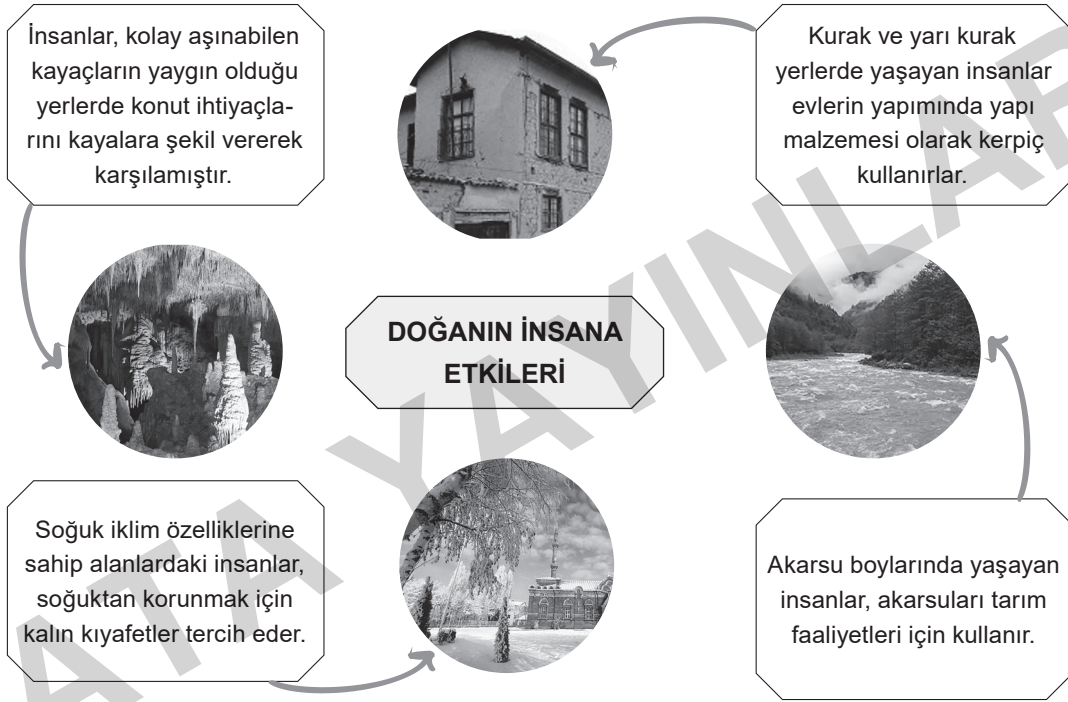 İnsanlar, kolay aşınabilen
kayaçların yaygın olduğu
yerlerde konut ihtiyaçla-
rını kayalara şekil vererek
karşılamıştır.
Kurak ve yarı kurak
yerlerde yaşayan insanlar
evlerin yapımında yapı
malzemesi olarak kerpiç
kullanırlar.
DOĞANIN İNSANA
ETKİLERİ
Soğuk iklim özelliklerine
sahip alanlardaki insanlar,
soğuktan korunmak için
kalın kıyafetler tercih eder.
Akarsu boylarında yaşayan
insanlar, akarsuları tarım
faaliyetleri için kullanır.
ATA YAYINLAR